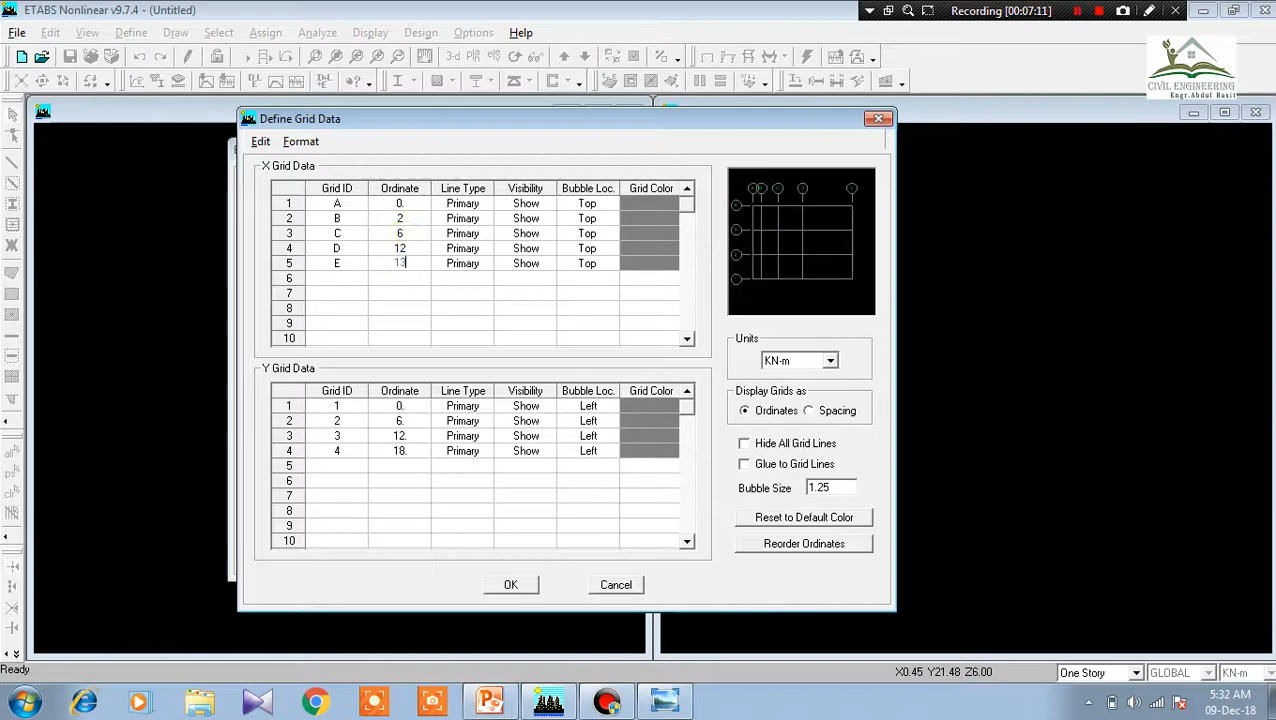 ETABS Nonlinear v9.7.4 - (Untitled)
Recording [00:07:11]
File Edit View Define Draw Select Assign Analyze Display Design Options Help
3-d
CIVIL ENGINEERING
Engr.Abdul Basit
Define Grid Data
Edit Format
X Grid Data
Grid ID Ordinate Line Type Visibility Bubble Loc. Grid Color
1 A 0. Primary Show Top
2 B 2 Primary Show Top
3 C 6 Primary Show Top
4 D 12 Primary Show Top
5 E 13 Primary Show Top
6
7
8
9
10
Units
KN-m
Y Grid Data
Grid ID Ordinate Line Type Visibility Bubble Loc. Grid Color
1 1 0. Primary Show Left
2 2 6. Primary Show Left
3 3 12. Primary Show Left
4 4 18. Primary Show Left
5
6
7
8
9
10
Display Grids as
Ordinates Spacing
Hide All Grid Lines
Glue to Grid Lines
Bubble Size 1.25
Reset to Default Color
Reorder Ordinates
OK Cancel
all
ps
clr
Ready
X0.45 Y21.48 Z6.00 One Story GLOBAL KN-m
5:32 AM
09-Dec-18